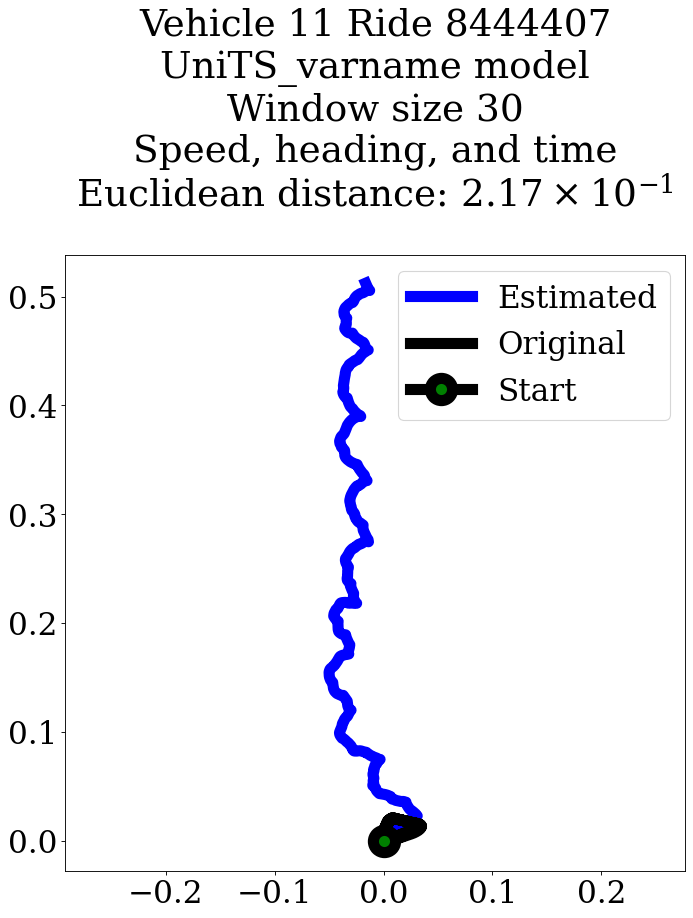 Vehicle 11 Ride 8444407
UniTS_varname model
Window size 30
Speed, heading, and time
Euclidean distance: 2.17 × 10⁻¹
Estimated
Original
Start
0.5
0.4
0.3
0.2
0.1
0.0
−0.2 −0.1 0.0 0.1 0.2